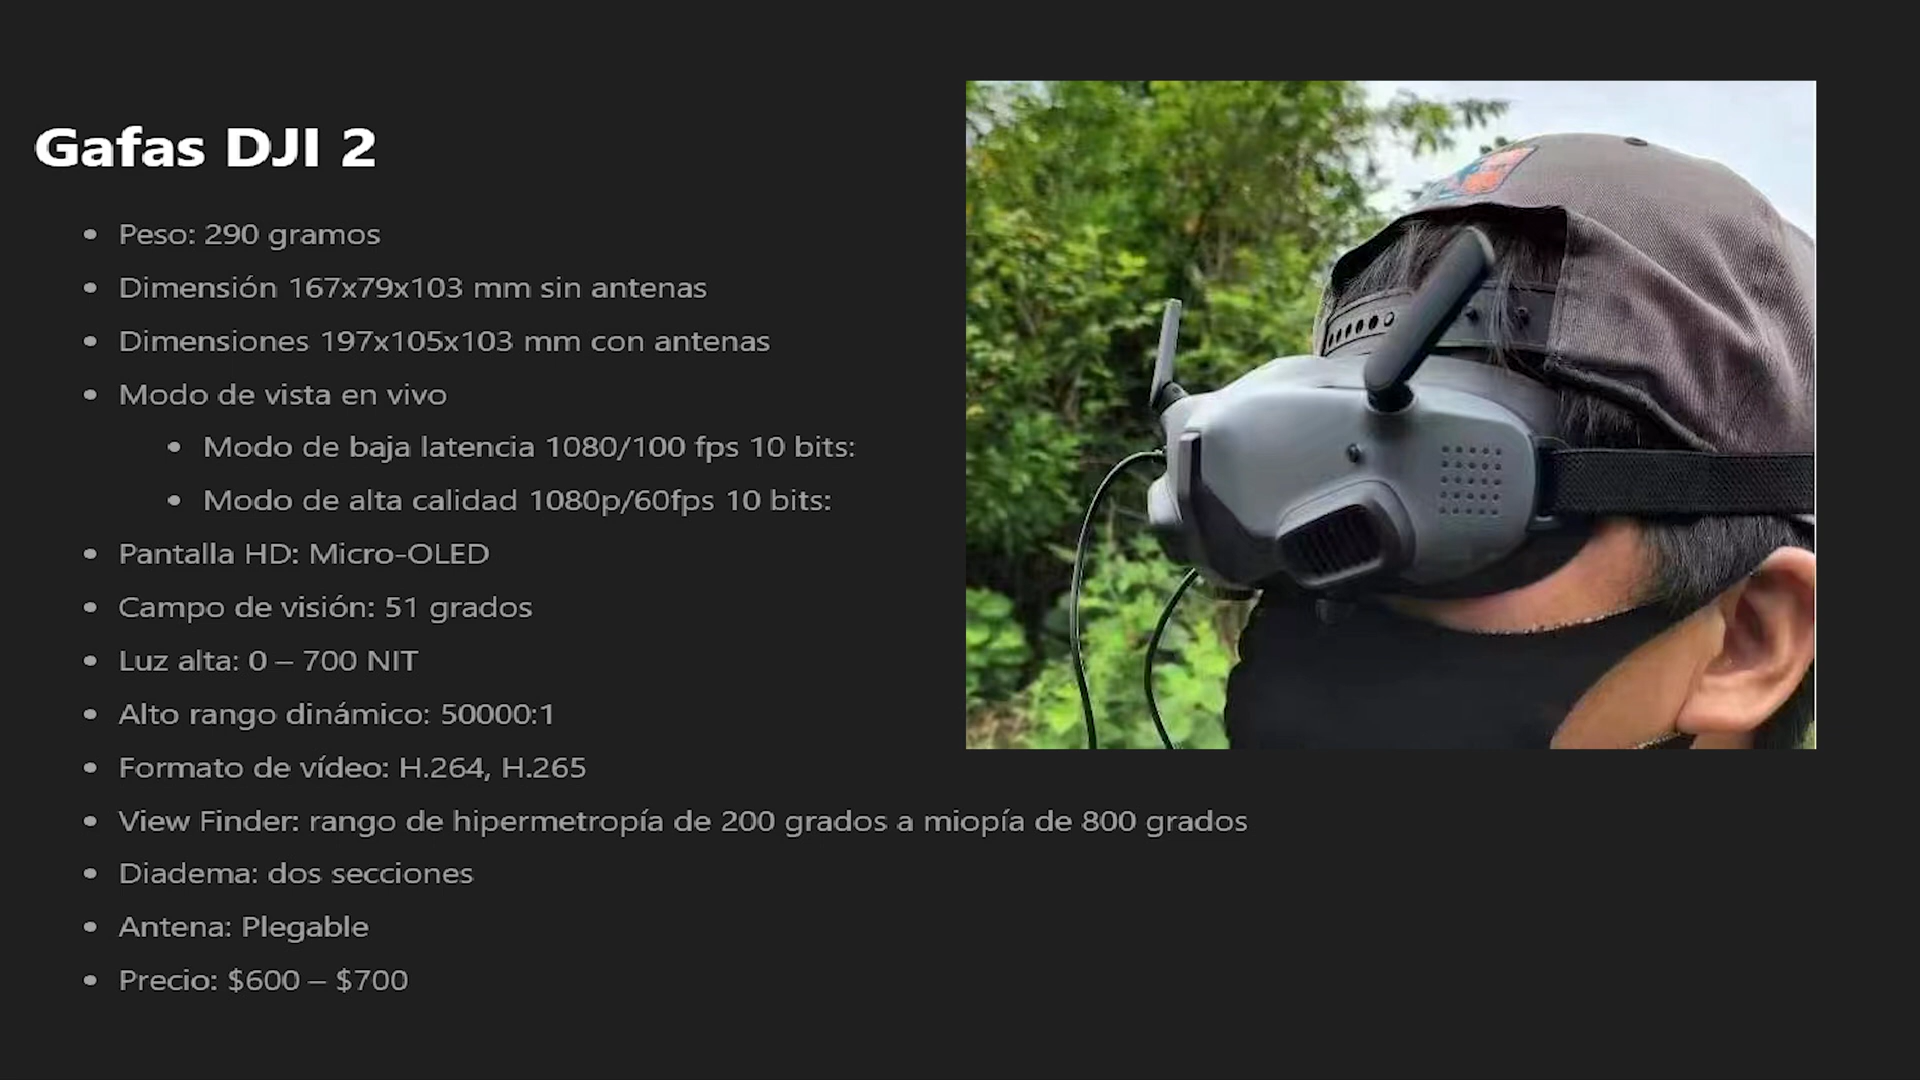 Gafas DJI 2
• Peso: 290 gramos
• Dimensión 167x79x103 mm sin antenas
• Dimensiones 197x105x103 mm con antenas
• Modo de vista en vivo
• Modo de baja latencia 1080/100 fps 10 bits:
• Modo de alta calidad 1080p/60fps 10 bits:
• Pantalla HD: Micro-OLED
• Campo de visión: 51 grados
• Luz alta: 0 – 700 NIT
• Alto rango dinámico: 50000:1
• Formato de vídeo: H.264, H.265
• View Finder: rango de hipermetropía de 200 grados a miopía de 800 grados
• Diadema: dos secciones
• Antena: Plegable
• Precio: $600 – $700